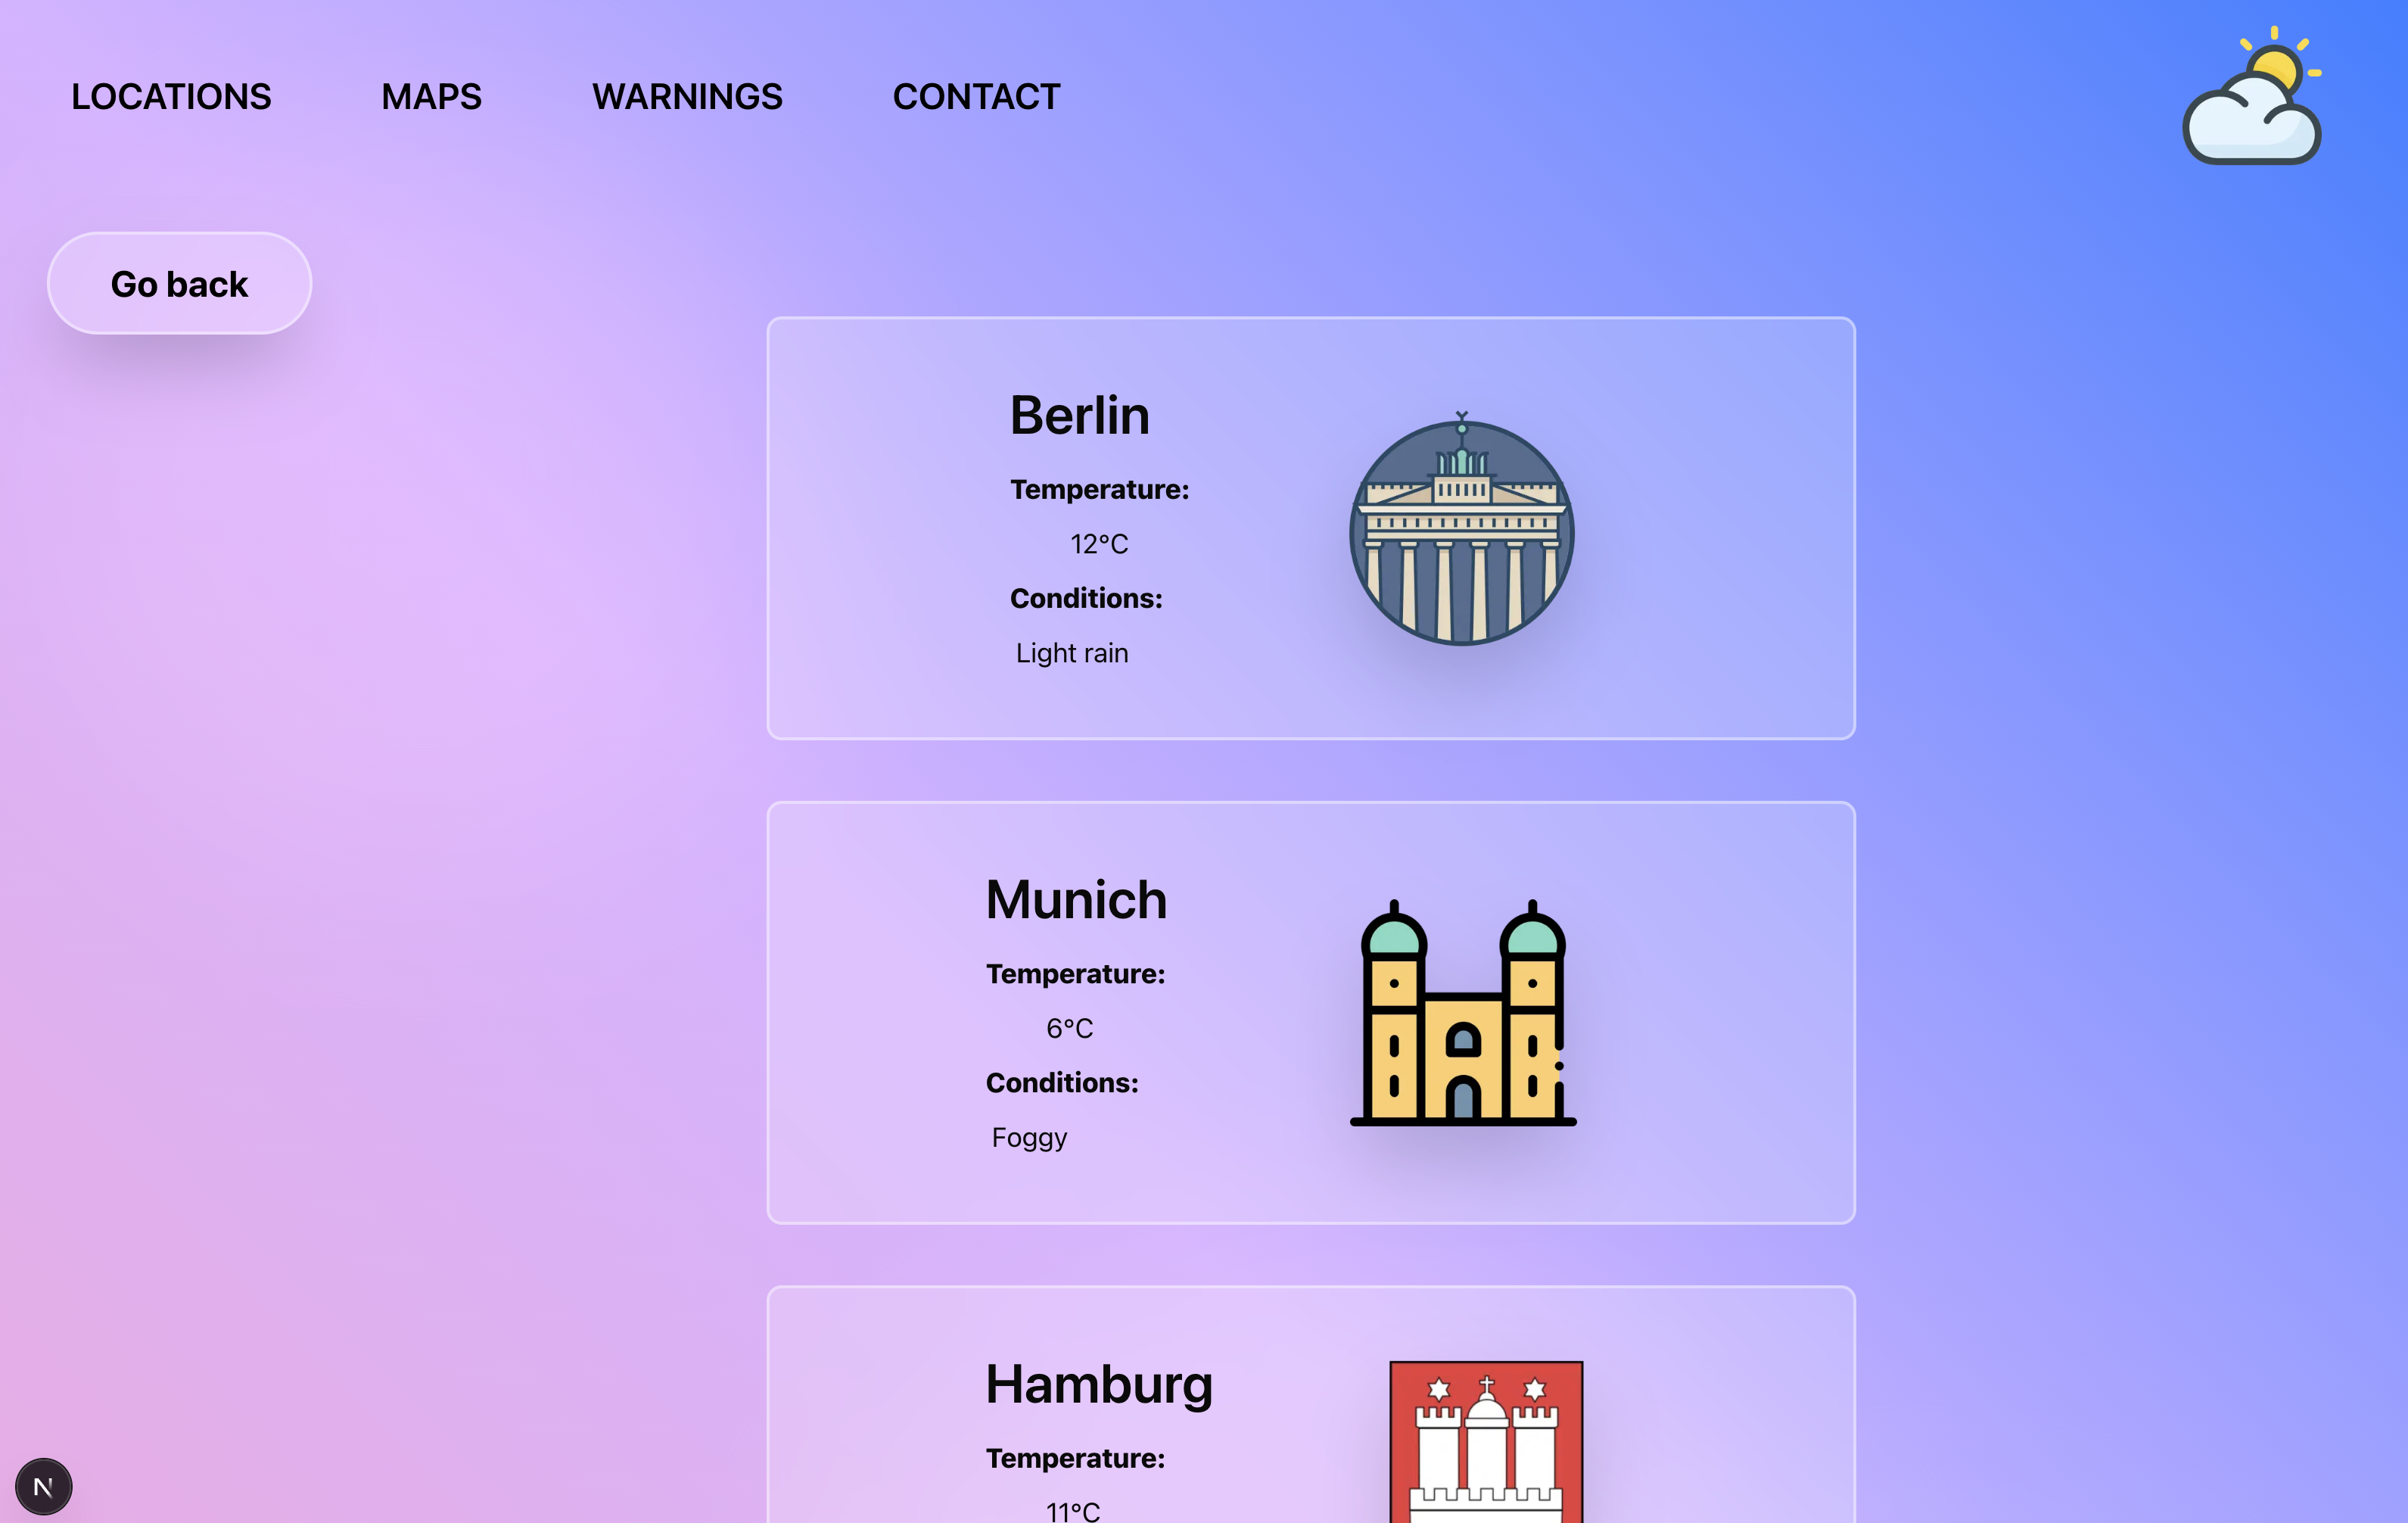 LOCATIONS MAPS WARNINGS CONTACT
Go back
Berlin
Temperature:
12°C
Conditions:
Light rain
Munich
Temperature:
6°C
Conditions:
Foggy
Hamburg
Temperature:
11°C
N